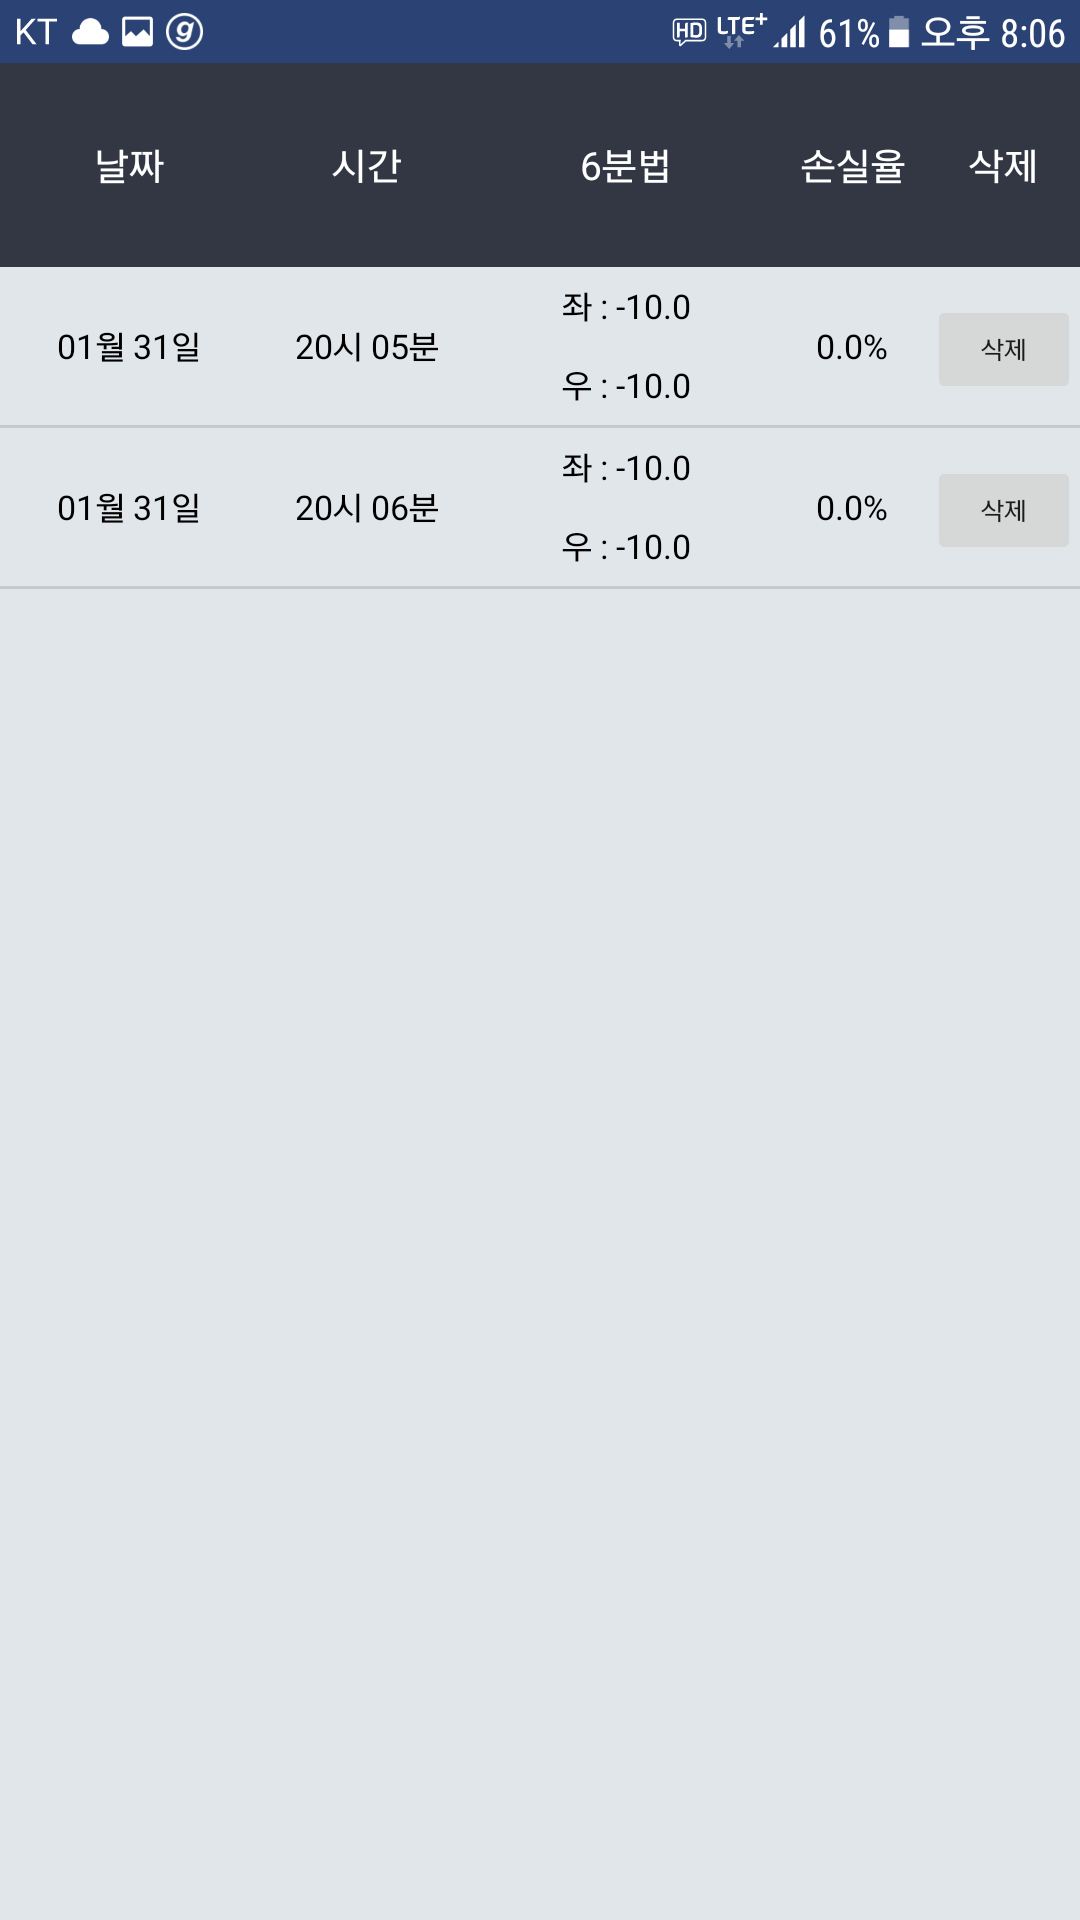 KT g HD LTE+ 61% 오후 8:06
날짜 시간 6분법 손실율 삭제
좌 : -10.0
01월 31일 20시 05분 0.0% 삭제
우 : -10.0
좌 : -10.0
01월 31일 20시 06분 0.0% 삭제
우 : -10.0